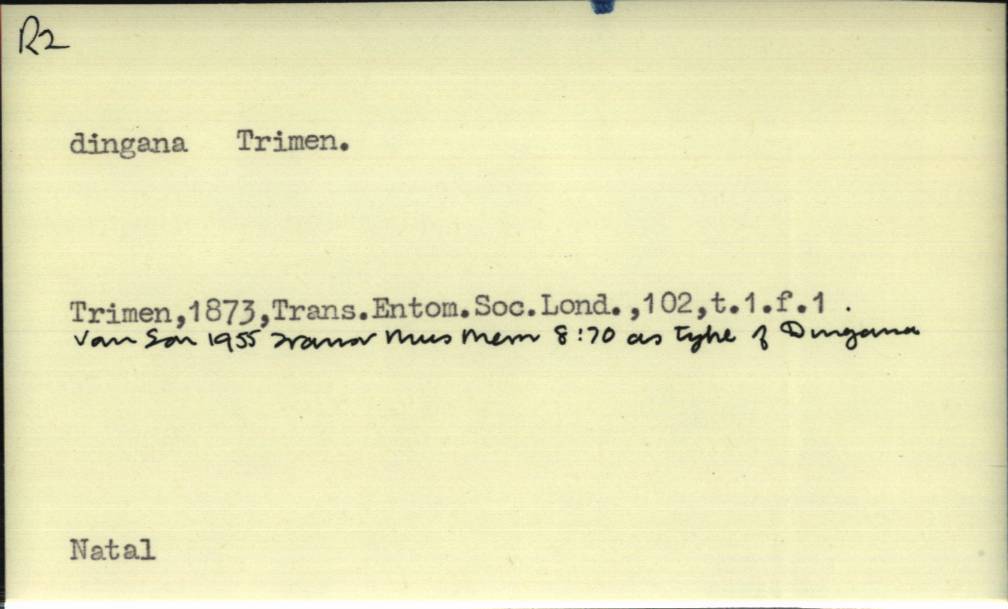 R2
dingana Trimen.
Trimen,1873,Trans.Entom.Soc.Lond.,102,t.1.f.1 .
Van Son 1955 Transv Mus Mem 8:70 as type of Dingana
Natal